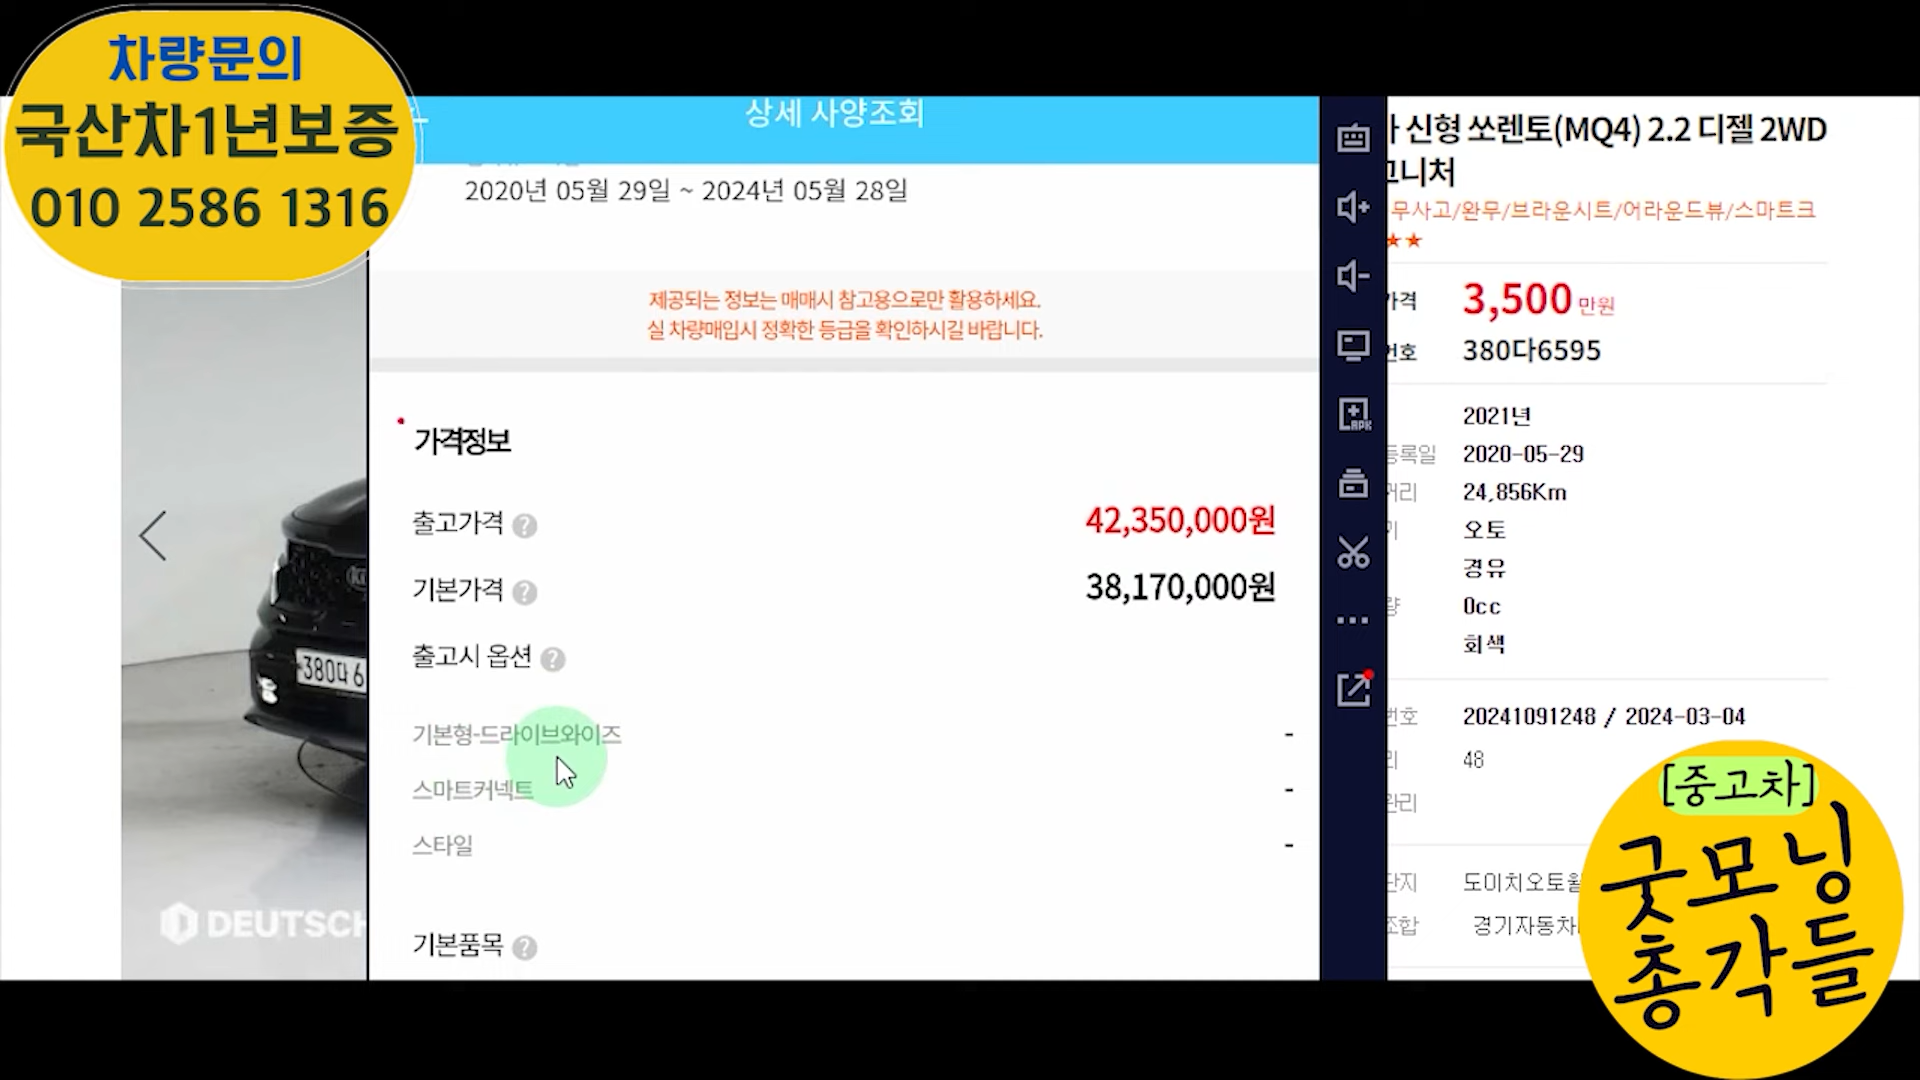 차량문의
국산차1년보증
010 2586 1316
상세 사양조회
2020년 05월 29일 ~ 2024년 05월 28일
제공되는 정보는 매매시 참고용으로만 활용하세요.
실 차량매입시 정확한 등급을 확인하시길 바랍니다.
가격정보
출고가격 ?
42,350,000원
기본가격 ?
38,170,000원
출고시 옵션 ?
기본형-드라이브와이즈 -
스마트커넥트 -
스타일 -
기본품목 ?
380다 6
DEUTSCH
APK
신형 쏘렌토(MQ4) 2.2 디젤 2WD
그니처
무사고/완무/브라운시트/어라운드뷰/스마트크
★★
가격 3,500 만원
번호 380다6595
2021년
등록일 2020-05-29
거리 24,856Km
오토
경유
량 0cc
회색
번호 20241091248 / 2024-03-04
48
관리
단지 도이치오토월
조합 경기자동차
[중고차]
굿모닝
총각들